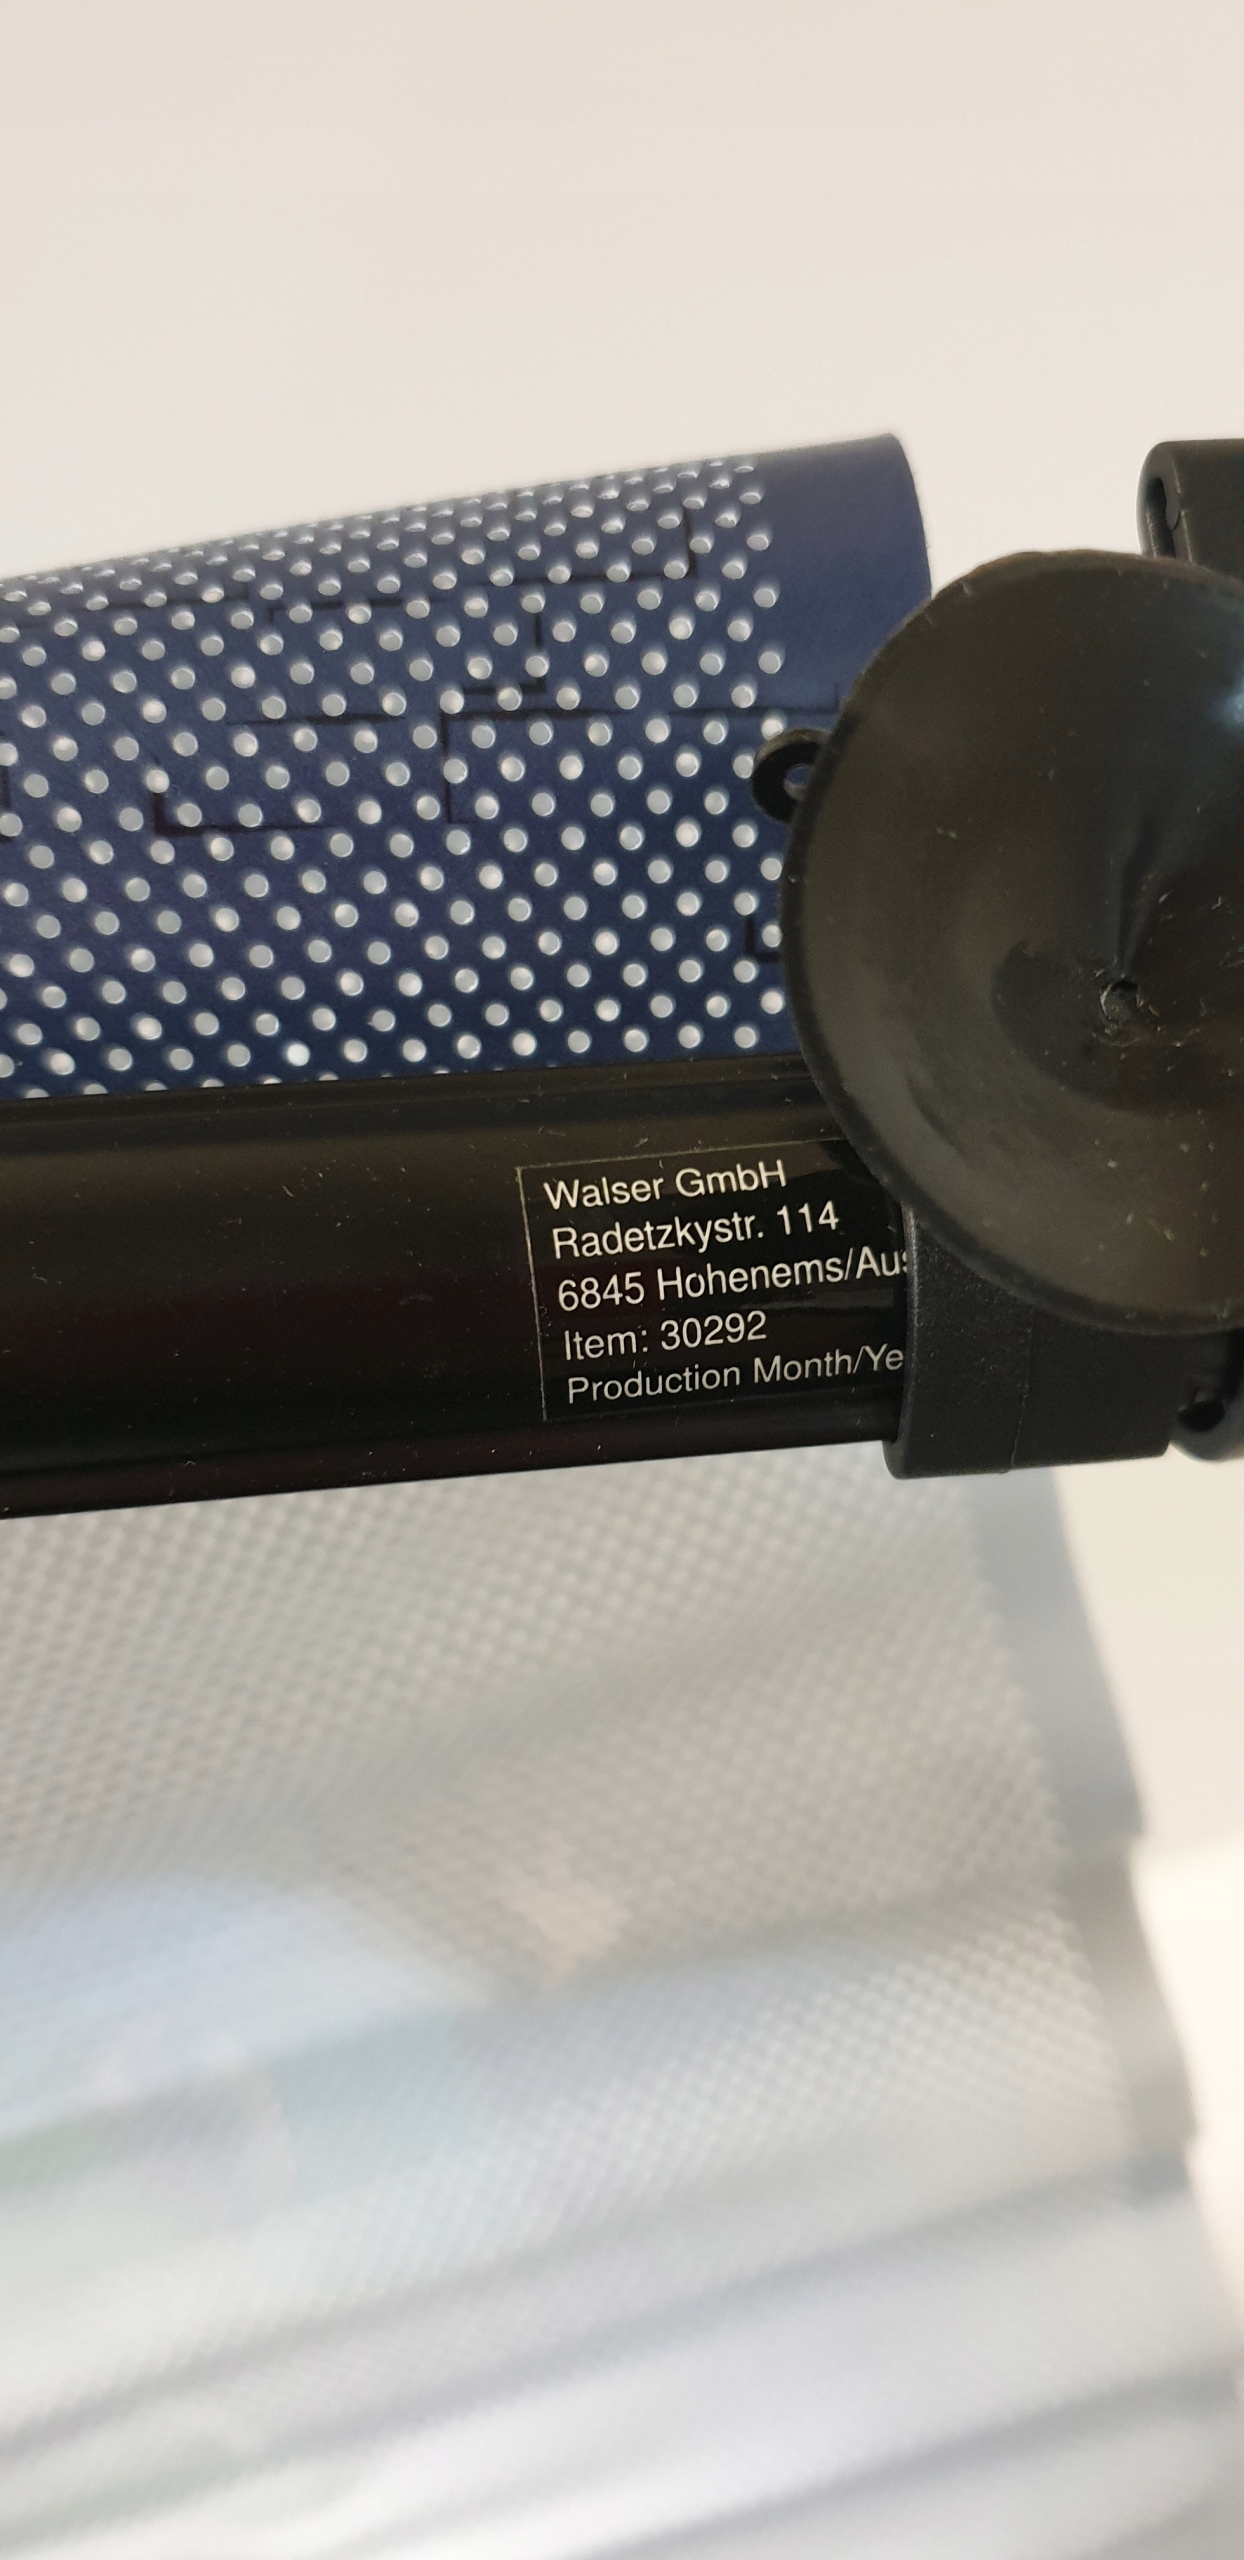 Walser GmbH
Radetzkystr. 114
6845 Hohenems/Aus
Item: 30292
Production Month/Ye